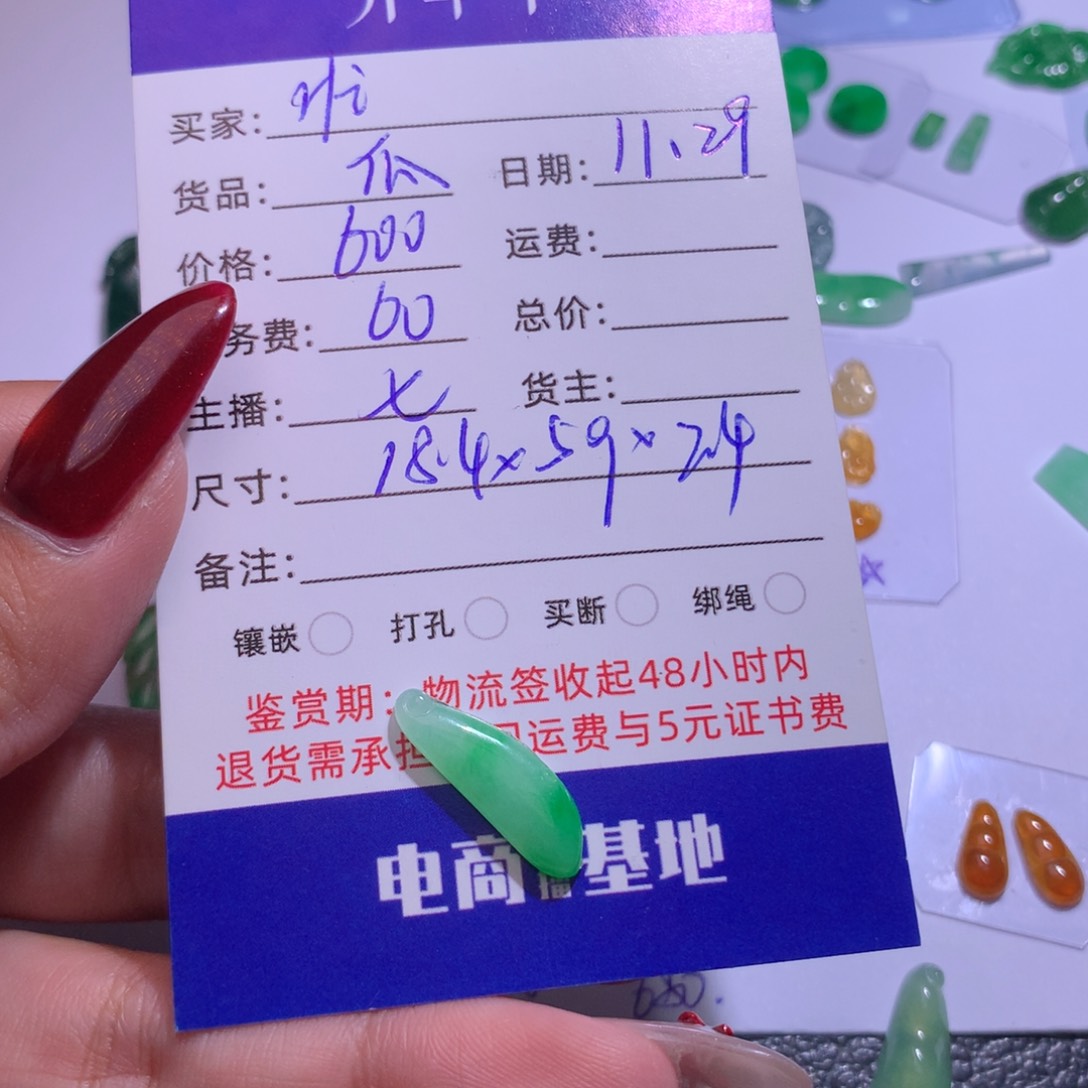 买家:
货品: 瓜 日期: 11.29
价格: 600 运费:
务费: 60 总价:
主播: 七 货主:
尺寸: 18.4×59×2.4
备注:
镶嵌 打孔 买断 绑绳
鉴赏期: 物流签收起48小时内
退货需承担 运费与5元证书费
电商播基地